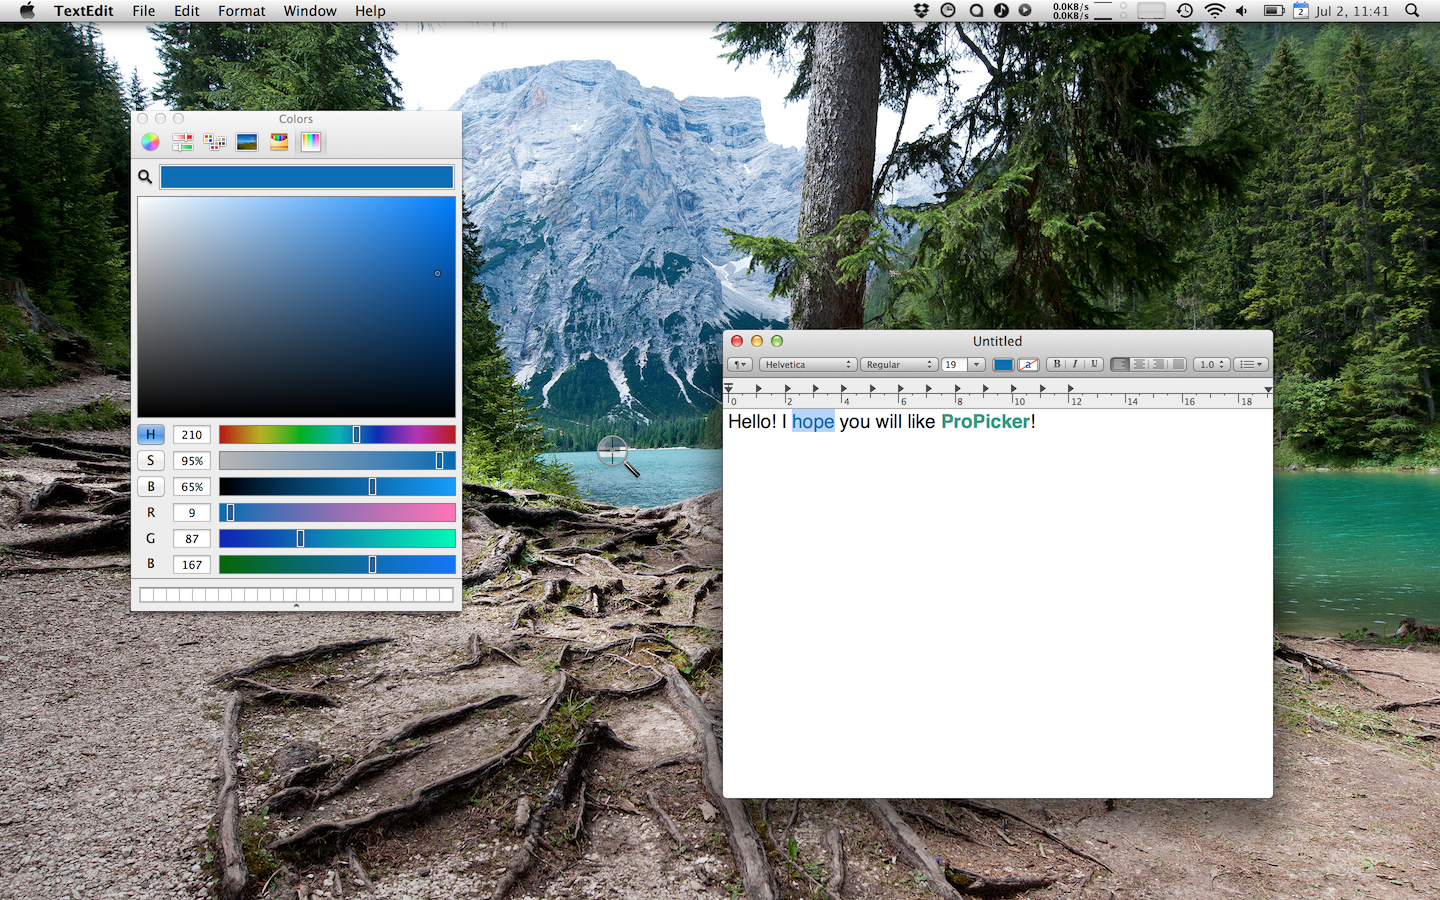 TextEdit File Edit Format Window Help
0.0KB/s
0.0KB/s
2 Jul 2, 11:41
Colors
H 210
S 95%
B 65%
R 9
G 87
B 167
Untitled
¶ Helvetica Regular 19 a B I U 1.0
0 2 4 6 8 10 12 14 16 18
Hello! I hope you will like ProPicker!